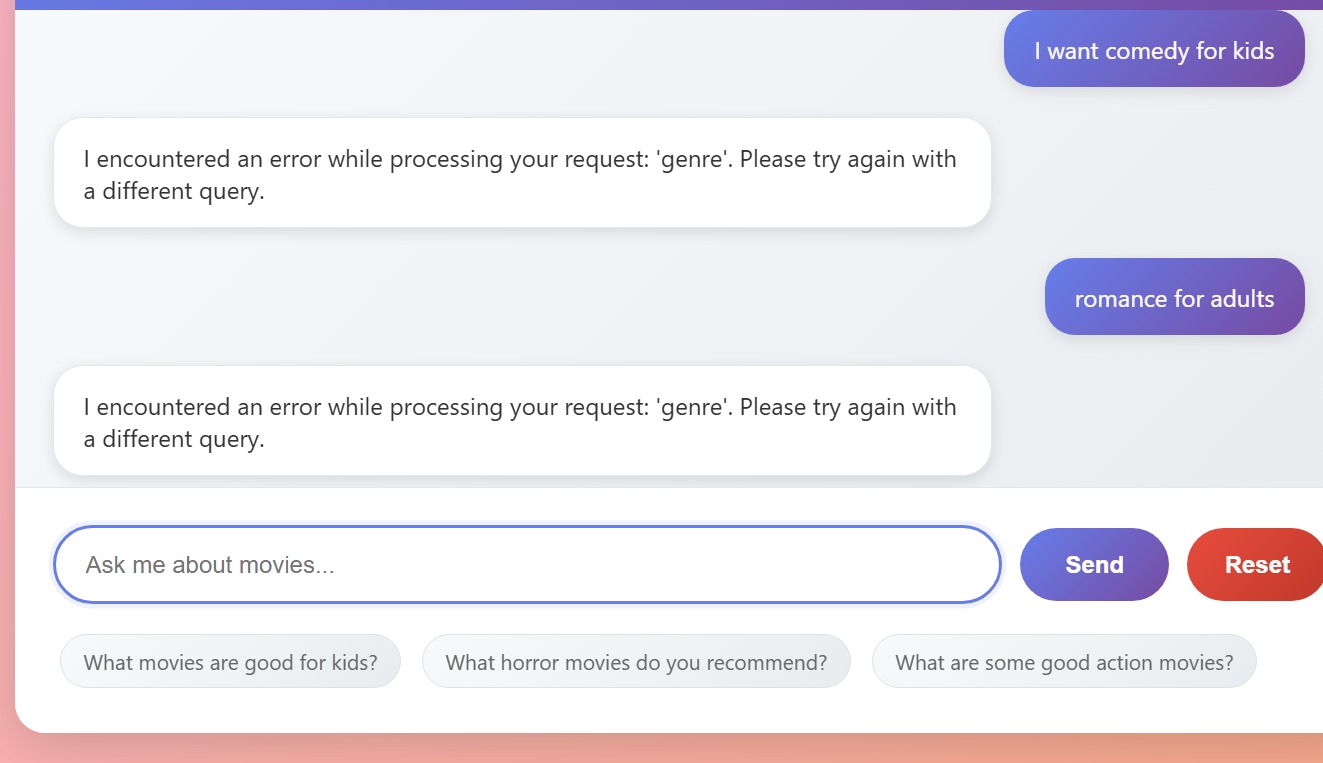 I want comedy for kids
I encountered an error while processing your request: 'genre'. Please try again with
a different query.
romance for adults
I encountered an error while processing your request: 'genre'. Please try again with
a different query.
Ask me about movies...
Send
Reset
What movies are good for kids?
What horror movies do you recommend?
What are some good action movies?